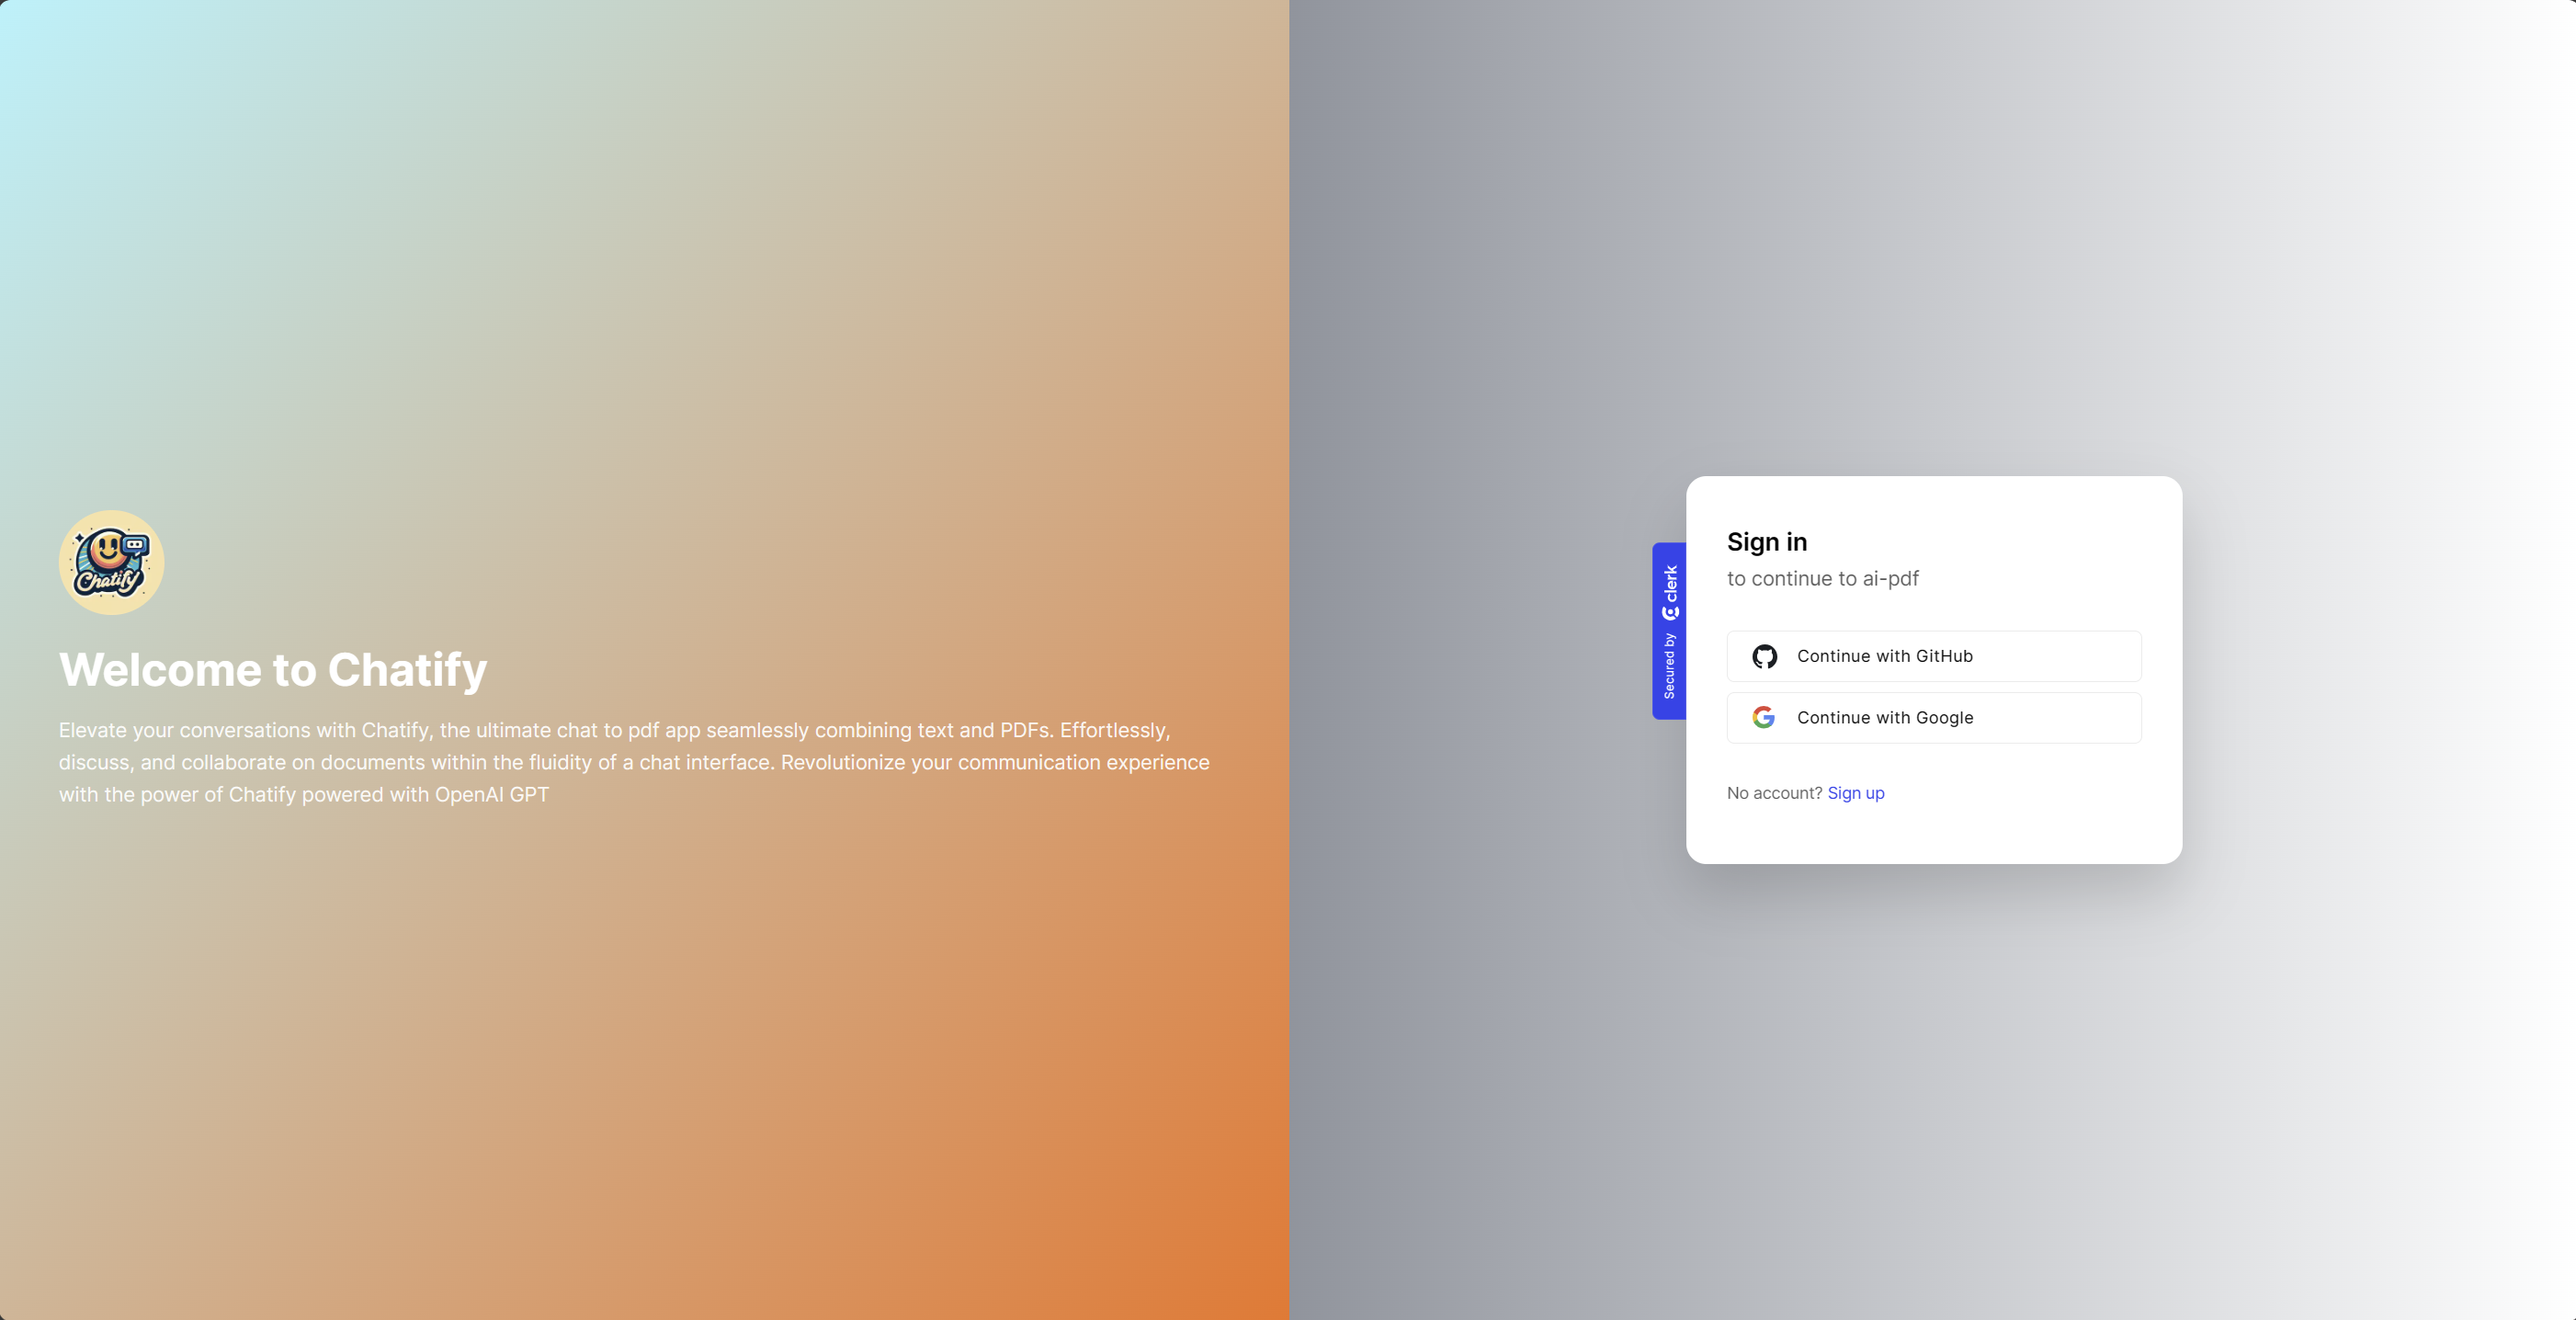 Chatify
Welcome to Chatify
Elevate your conversations with Chatify, the ultimate chat to pdf app seamlessly combining text and PDFs. Effortlessly,
discuss, and collaborate on documents within the fluidity of a chat interface. Revolutionize your communication experience
with the power of Chatify powered with OpenAI GPT
Secured by clerk
Sign in
to continue to ai-pdf
Continue with GitHub
Continue with Google
No account? Sign up